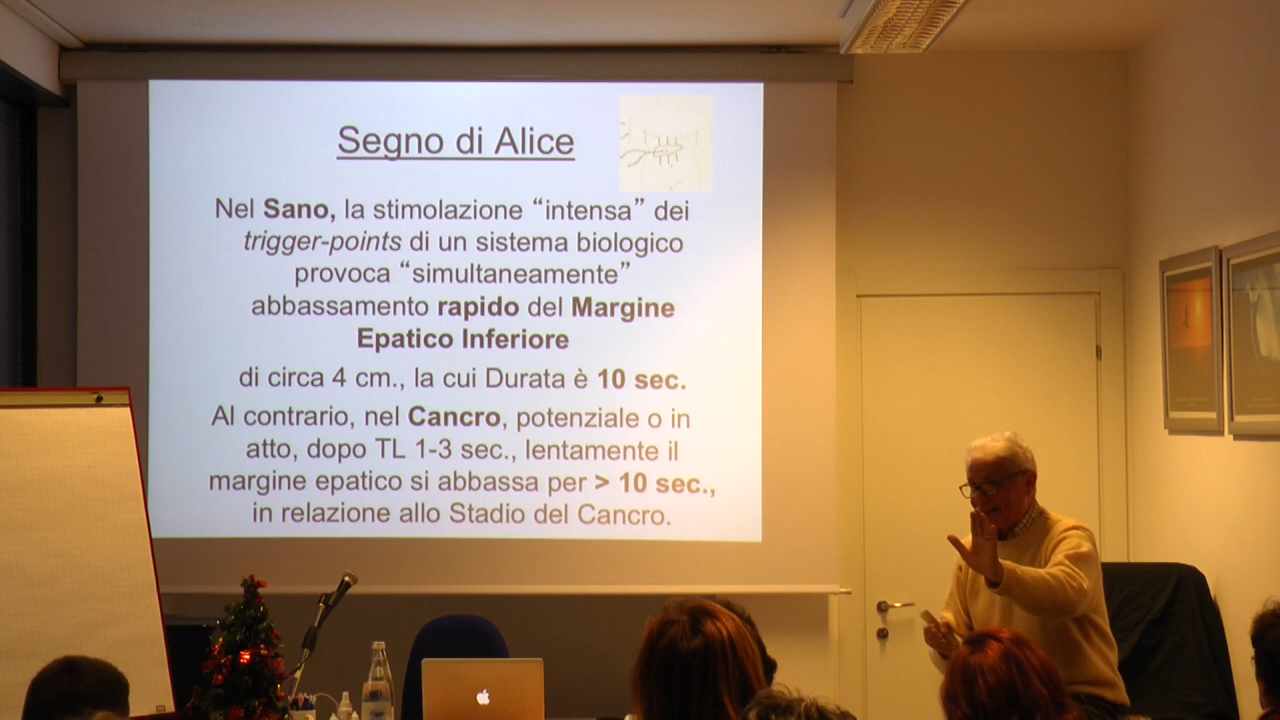 Segno di Alice
Nel Sano, la stimolazione “intensa” dei
trigger-points di un sistema biologico
provoca “simultaneamente”
abbassamento rapido del Margine
Epatico Inferiore
di circa 4 cm., la cui Durata è 10 sec.
Al contrario, nel Cancro, potenziale o in
atto, dopo TL 1-3 sec., lentamente il
margine epatico si abbassa per > 10 sec.,
in relazione allo Stadio del Cancro.